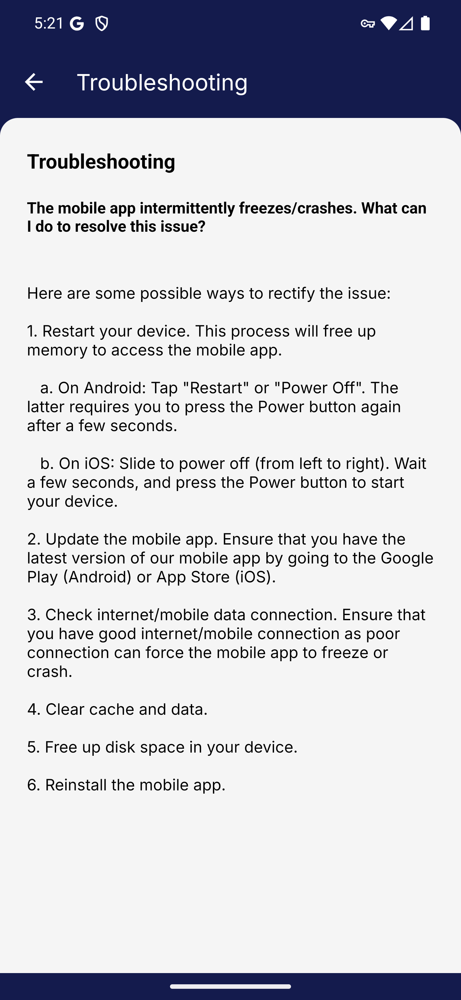 5:21
Troubleshooting
Troubleshooting
The mobile app intermittently freezes/crashes. What can
I do to resolve this issue?
Here are some possible ways to rectify the issue:
1. Restart your device. This process will free up
memory to access the mobile app.
a. On Android: Tap "Restart" or "Power Off". The
latter requires you to press the Power button again
after a few seconds.
b. On iOS: Slide to power off (from left to right). Wait
a few seconds, and press the Power button to start
your device.
2. Update the mobile app. Ensure that you have the
latest version of our mobile app by going to the Google
Play (Android) or App Store (iOS).
3. Check internet/mobile data connection. Ensure that
you have good internet/mobile connection as poor
connection can force the mobile app to freeze or
crash.
4. Clear cache and data.
5. Free up disk space in your device.
6. Reinstall the mobile app.